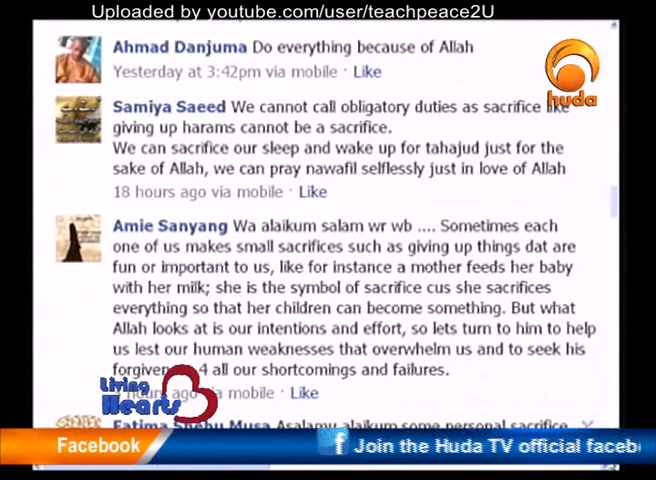 Uploaded by youtube.com/user/teachpeace2U
Ahmad Danjuma Do everything because of Allah
Yesterday at 3:42pm via mobile · Like
huda
Samiya Saeed We cannot call obligatory duties as sacrifice like
giving up harams cannot be a sacrifice.
We can sacrifice our sleep and wake up for tahajud just for the
sake of Allah, we can pray nawafil selflessly just in love of Allah
18 hours ago via mobile · Like
Amie Sanyang Wa alaikum salam wr wb .... Sometimes each
one of us makes small sacrifices such as giving up things dat are
fun or important to us, like for instance a mother feeds her baby
with her milk; she is the symbol of sacrifice cus she sacrifices
everything so that her children can become something. But what
Allah looks at is our intentions and effort, so lets turn to him to help
us lest our human weaknesses that overwhelm us and to seek his
4 all our shortcomings and failures.
hours ago via mobile · Like
Living
Hearts
Fatima Shehu Musa Asalamu alaikum some personal sacrifice
Facebook
Join the Huda TV official faceb